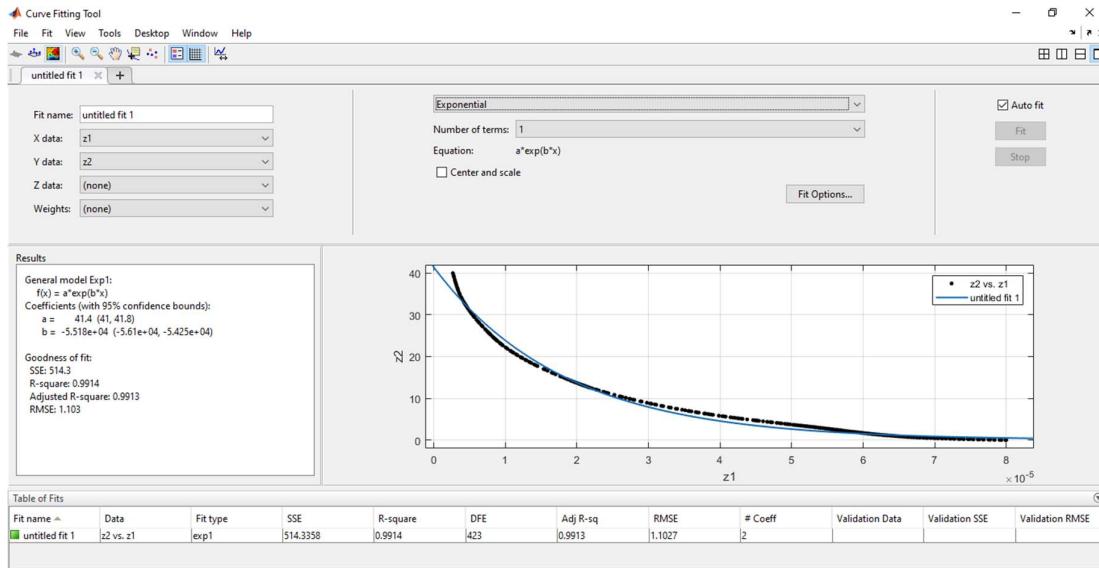 Curve Fitting Tool
File Fit View Tools Desktop Window Help
untitled fit 1
Fit name: untitled fit 1
X data: z1
Y data: z2
Z data: (none)
Weights: (none)
Exponential
Number of terms: 1
Equation: a*exp(b*x)
Center and scale
Fit Options...
Auto fit
Fit
Stop
Results
General model Exp1:
f(x) = a*exp(b*x)
Coefficients (with 95% confidence bounds):
a = 41.4 (41, 41.8)
b = -5.518e+04 (-5.61e+04, -5.425e+04)
Goodness of fit:
SSE: 514.3
R-square: 0.9914
Adjusted R-square: 0.9913
RMSE: 1.103
z2 vs. z1
untitled fit 1
40
30
20
10
0
z2
0 1 2 3 4 5 6 7 8
z1
×10-5
Table of Fits
Fit name Data Fit type SSE R-square DFE Adj R-sq RMSE # Coeff Validation Data Validation SSE Validation RMSE
untitled fit 1 z2 vs. z1 exp1 514.3358 0.9914 423 0.9913 1.1027 2